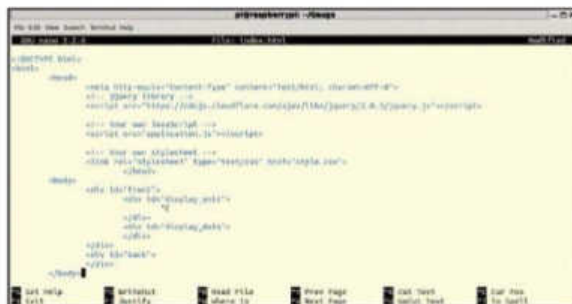 pi@raspberrypi: ~/Gauge
File Edit View Search Terminal Help
GNU nano 2.2.6 File: index.html Modified
<!DOCTYPE html>
<html>
<head>
<meta http-equiv="Content-Type" content="text/html; charset=UTF-8">
<!-- jQuery library -->
<script src="https://cdnjs.cloudflare.com/ajax/libs/jquery/2.0.3/jquery.js"></script>
<!-- Your own JavaScript -->
<script src="application.js"></script>
<!-- Your own stylesheet -->
<link rel="stylesheet" type="text/css" href="style.css">
</head>
<body>
<div id="front">
<div id="display_unit">
</div>
<div id="display_data">
</div>
</div>
<div id="back">
</div>
</body>
Get Help WriteOut Read File Prev Page Cut Text Cur Pos
Exit Justify Where Is Next Page UnCut Text To Spell